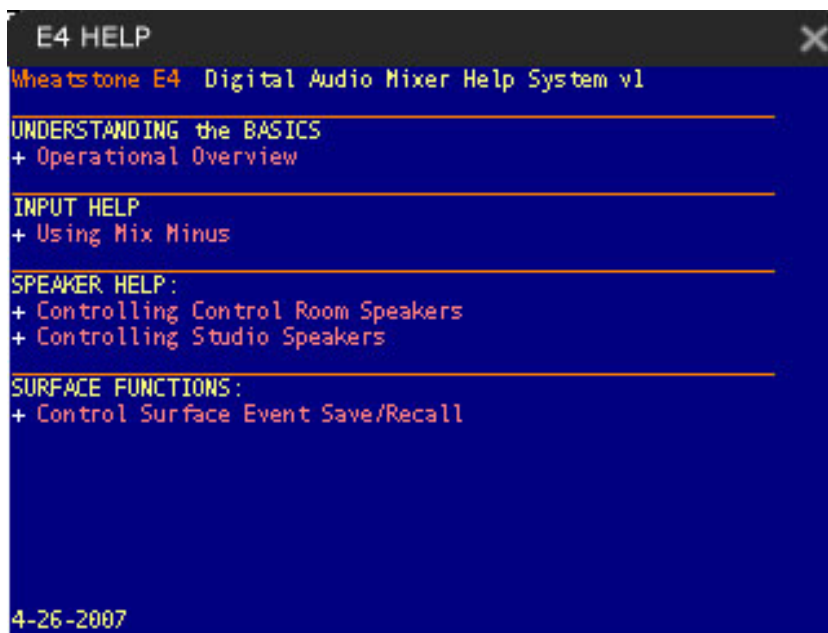 E4 HELP
Wheatstone E4 Digital Audio Mixer Help System v1
UNDERSTANDING the BASICS
+ Operational Overview
INPUT HELP
+ Using Mix Minus
SPEAKER HELP:
+ Controlling Control Room Speakers
+ Controlling Studio Speakers
SURFACE FUNCTIONS:
+ Control Surface Event Save/Recall
4-26-2007